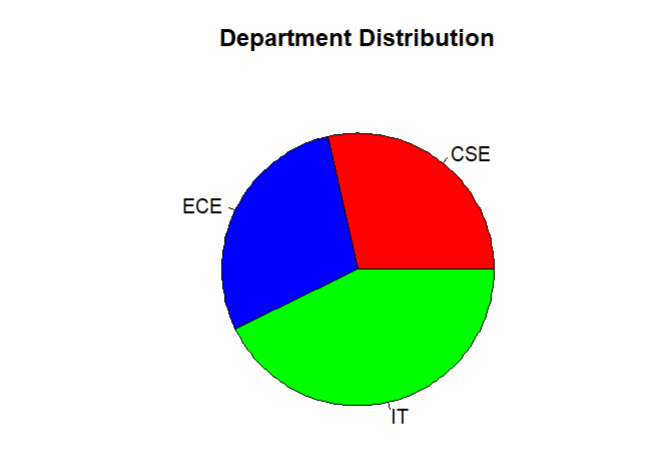 Department Distribution
CSE
ECE
IT